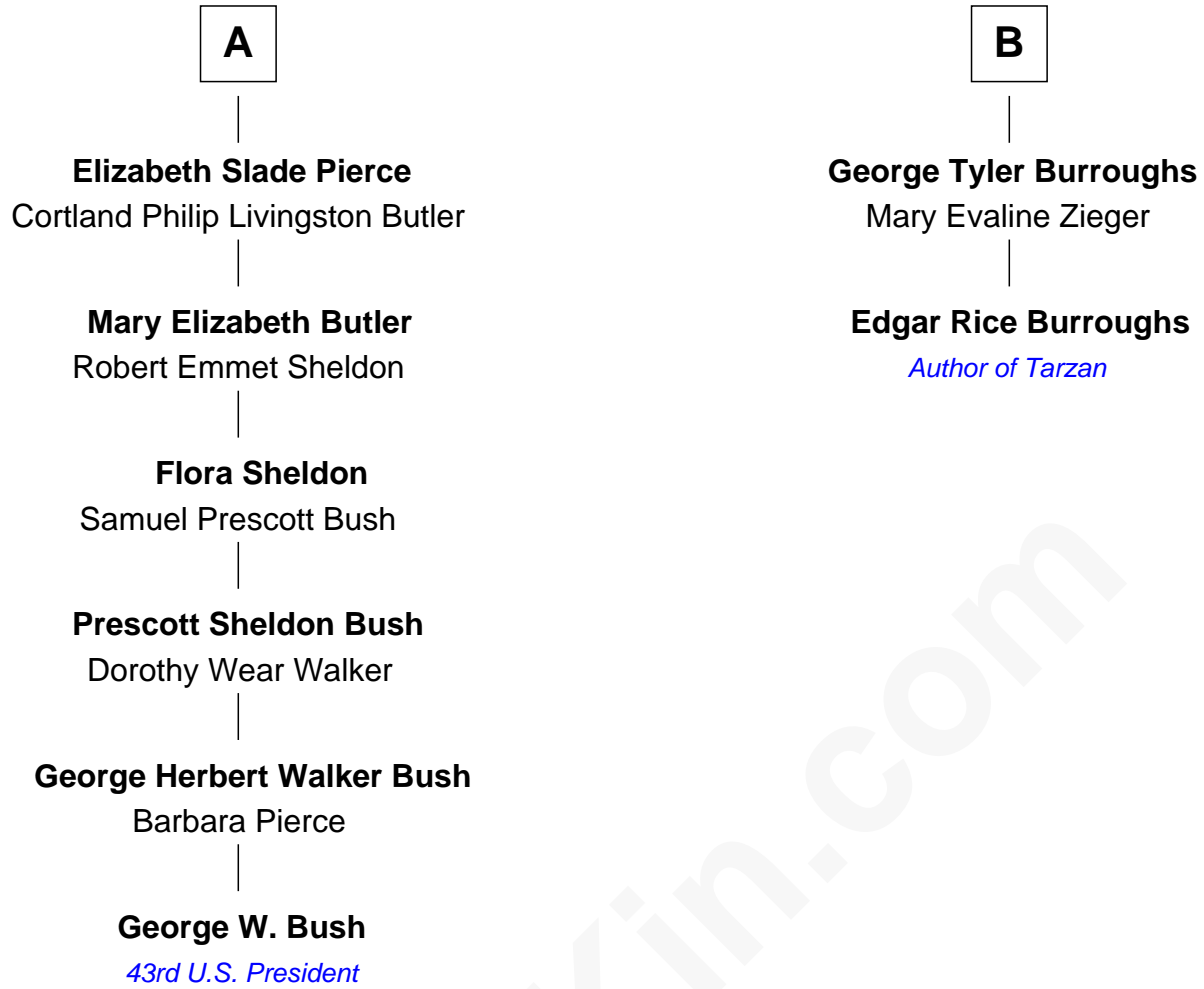 A
Elizabeth Slade Pierce
Cortland Philip Livingston Butler
Mary Elizabeth Butler
Robert Emmet Sheldon
Flora Sheldon
Samuel Prescott Bush
Prescott Sheldon Bush
Dorothy Wear Walker
George Herbert Walker Bush
Barbara Pierce
George W. Bush
43rd U.S. President
B
George Tyler Burroughs
Mary Evaline Zieger
Edgar Rice Burroughs
Author of Tarzan
Kin.com